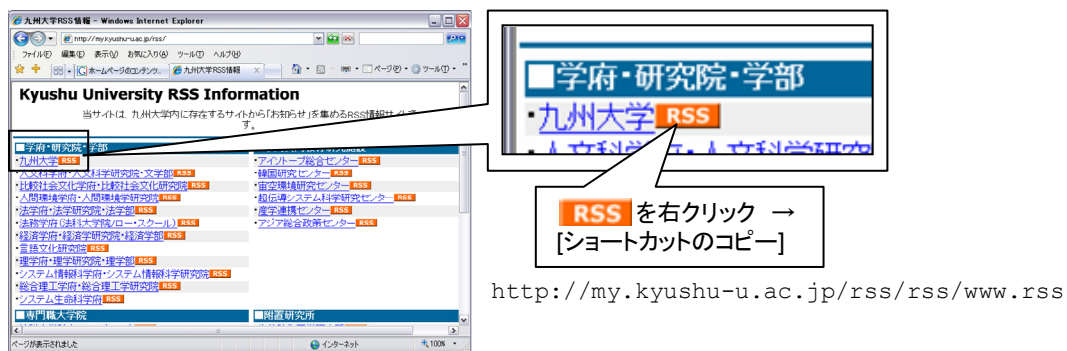 九州大学RSS情報 - Windows Internet Explorer
http://my.kyushu-u.ac.jp/rss/
ファイル(F) 編集(E) 表示(V) お気に入り(A) ツール(T) ヘルプ(H)
ホームページのコンテンツ... 九州大学RSS情報 ページ(P) ツール(O)
Kyushu University RSS Information
当サイトは、九州大学内に存在するサイトから「お知らせ」を集めるRSS情報サイトで
す。
■学府・研究院・学部
・九州大学 RSS
・人文科学府・人文科学研究院・文学部 RSS
・比較社会文化学府・比較社会文化研究院 RSS
・人間環境学府・人間環境学研究院 RSS
・法学府・法学研究院・法学部 RSS
・法務学府(法科大学院/ロー・スクール) RSS
・経済学府・経済学研究院・経済学部 RSS
・言語文化研究院 RSS
・理学府・理学研究院・理学部 RSS
・システム情報科学府・システム情報科学研究院 RSS
・総合理工学府・総合理工学研究院 RSS
・システム生命科学府 RSS
■専門職大学院
・アイソトープ総合センター RSS
・韓国研究センター RSS
・宙空環境研究センター RSS
・超伝導システム科学研究センター RSS
・産学連携センター RSS
・アジア総合政策センター RSS
■附置研究所
ページが表示されました インターネット 100%
■学府・研究院・学部
・九州大学 RSS
RSS を右クリック →
[ショートカットのコピー]
http://my.kyushu-u.ac.jp/rss/rss/www.rss